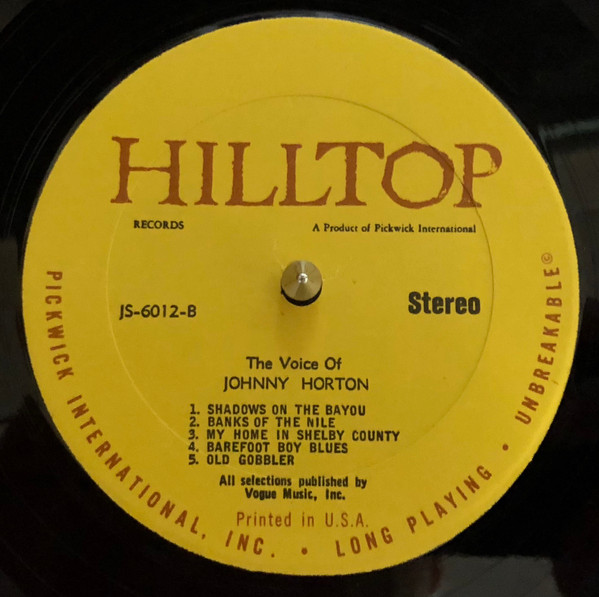 HILLTOP
RECORDS
A Product of Pickwick International
JS-6012-B
Stereo
The Voice Of
JOHNNY HORTON
1. SHADOWS ON THE BAYOU
2. BANKS OF THE NILE
3. MY HOME IN SHELBY COUNTY
4. BAREFOOT BOY BLUES
5. OLD GOBBLER
All selections published by
Vogue Music, Inc.
Printed in U.S.A.
PICKWICK INTERNATIONAL, INC. • LONG PLAYING • UNBREAKABLE©